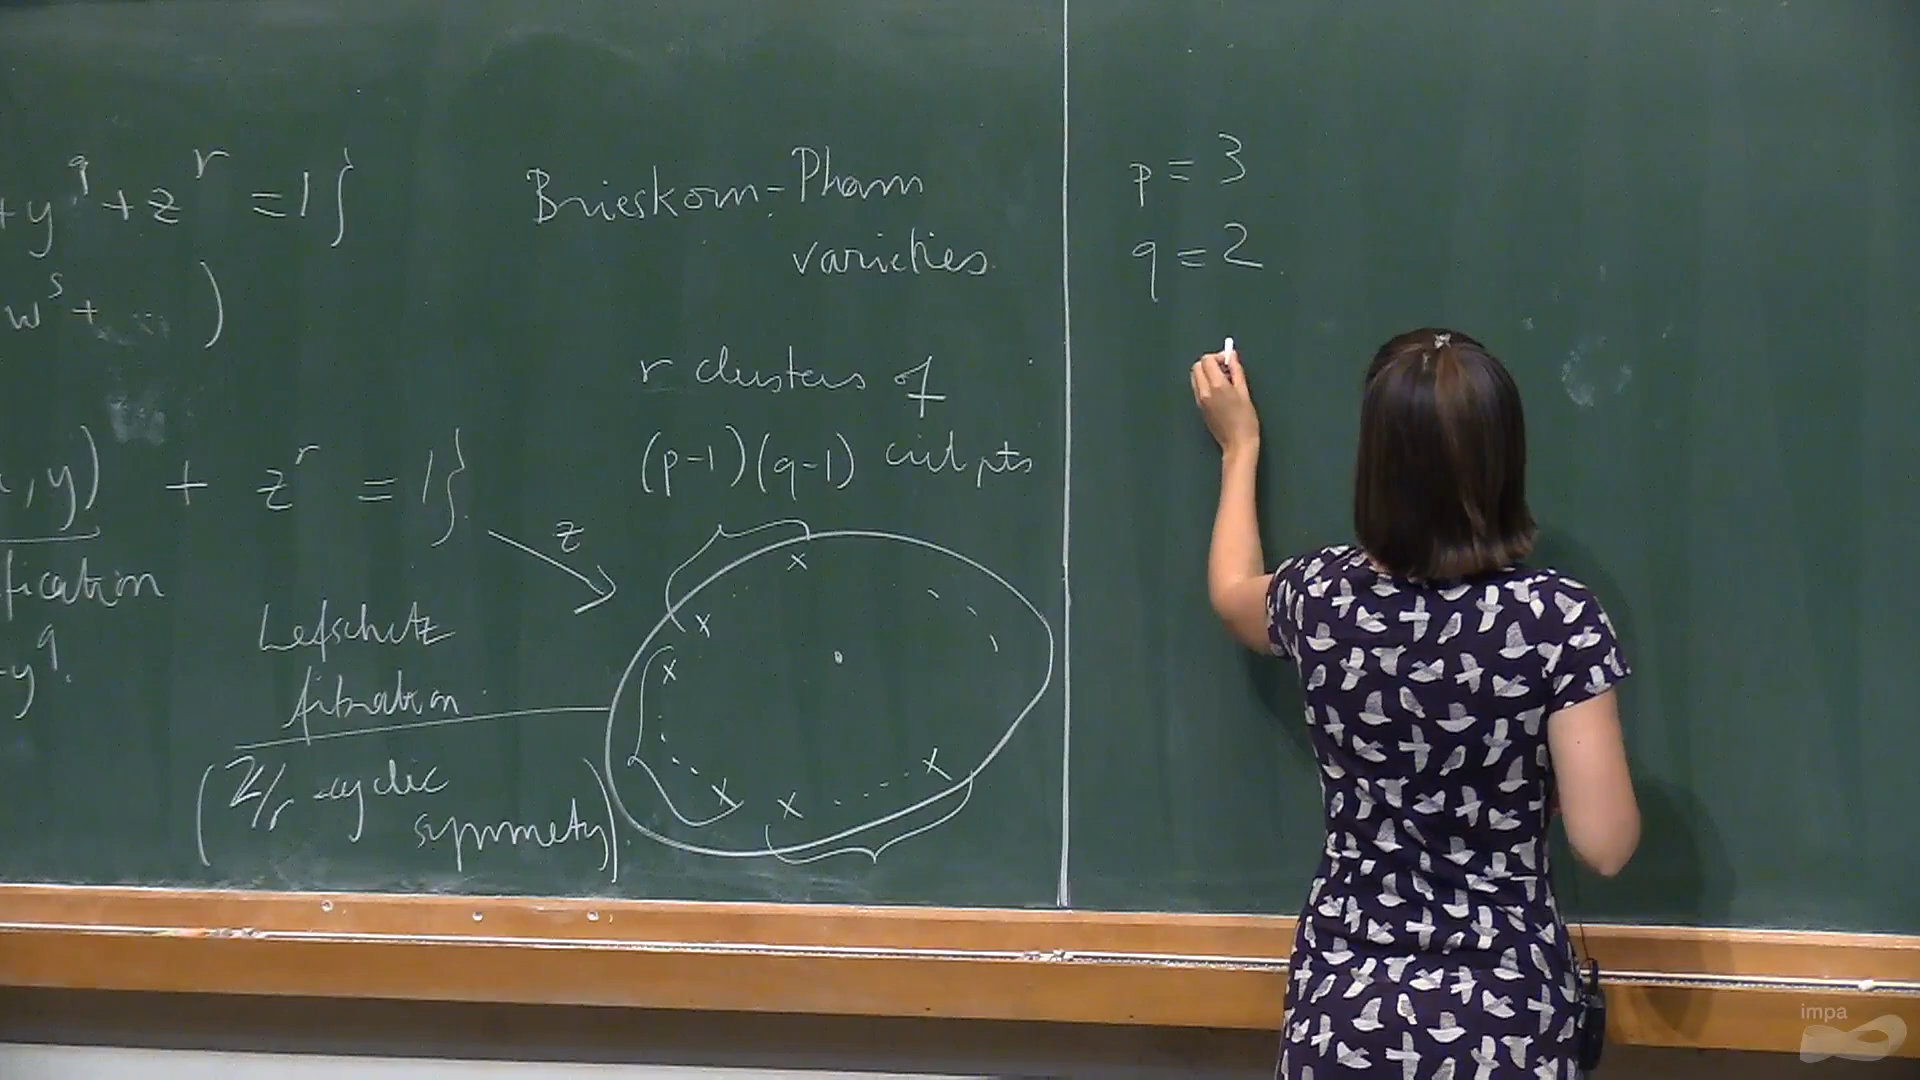 +y^q + z^r = 1}
w^s + ... )
, y) + z^r = 1}
fication
y^q.
Lefschetz
fibration
(Z/r -cyclic
symmetry)
Brieskorn-Pham
varieties
r clusters of
(p-1)(q-1) crit pts
z
x
x
x
x
x
x
p = 3
q = 2
impa